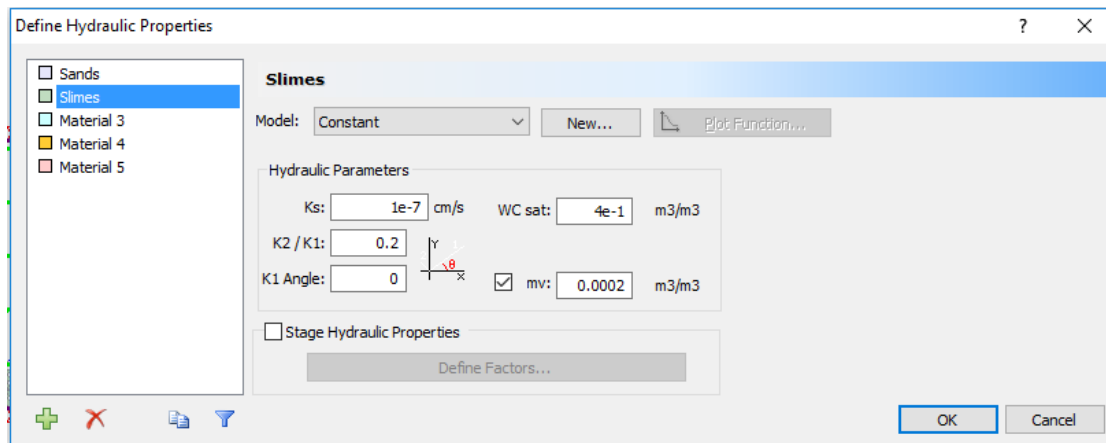 Define Hydraulic Properties ?
Sands
Slimes
Material 3
Material 4
Material 5
Slimes
Model: Constant New... Plot Function...
Hydraulic Parameters
Ks: 1e-7 cm/s WC sat: 4e-1 m3/m3
K2 / K1: 0.2
K1 Angle: 0 mv: 0.0002 m3/m3
Y
θ
X
Stage Hydraulic Properties
Define Factors...
OK Cancel